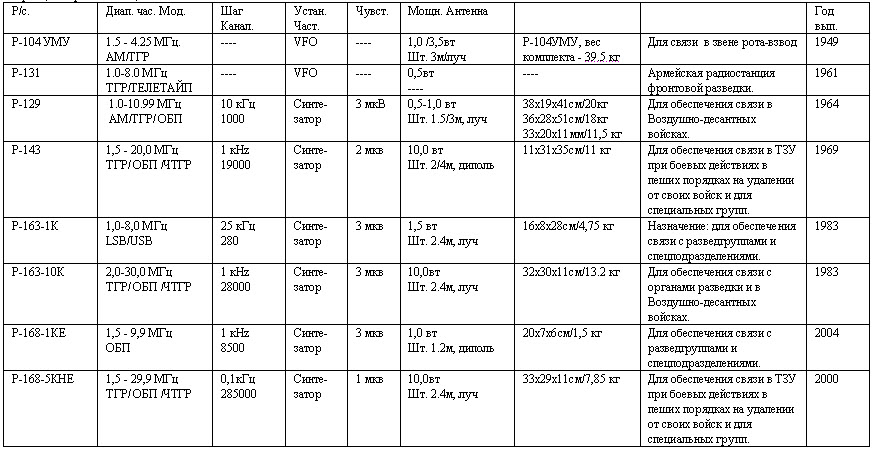 Р/с.
Диап. час. Мод.
Шаг
Канал.
Устан.
Част.
Чувст.
Мощн. Антенна
Год
вып.
Р-104 УМУ
1.5 - 4.25 МГц.
АМ/ТГР
----
VFO
----
1,0 /3,5вт
Шт. 3м/луч
Р-104УМУ, вес
комплекта - 39.5 кг
Для связи в звене рота-взвод
1949
Р-131
1.0-8.0 МГц
ТГР/ТЕЛЕТАЙП
----
VFO
----
0,5вт
----
----
Армейская радиостанция
фронтовой разведки.
1961
Р-129
1.0-10.99 МГц
АМ/ТГР/ОБП
10 кГц
1000
Синте-
затор
3 мкВ
0,5-1,0 вт
Шт. 1.5/3м, луч
38х19х41см/20кг
36х28х51см/18кг
33х20х11мм/11,5 кг
Для обеспечения связи в
Воздушно-десантных
войсках.
1964
Р-143
1,5 - 20,0 МГц
ТГР/ОБП /ЧТГР
1 kHz
19000
Синте-
затор
2 мкв
10,0 вт
Шт. 2/4м, диполь
11х31х35см/11 кг
Для обеспечения связи в ТЗУ
при боевых действиях в
пеших порядках на удалении
от своих войск и для
специальных групп.
1969
Р-163-1К
1,0-8,0 МГц
LSB/USB
25 кГц
280
Синте-
затор
3 мкв
1,5 вт
Шт. 2.4м, луч
16х8х28см/4,75 кг
Назначение: для обеспечения
связи с разведгруппами и
спецподразделениями.
1983
Р-163-10К
2,0-30,0 МГц
ТГР/ОБП /ЧТГР
1 kHz
28000
Синте-
затор
3 мкв
10,0вт
Шт. 2.4м, луч
32х30х11см/13.2 кг
Для обеспечения связи с
органами разведки и в
Воздушно-десантных
войсках.
1983
Р-168-1КЕ
1,5 - 9,9 МГц
ОБП
1 kHz
8500
Синте-
затор
3 мкв
1,0 вт
Шт. 1.2м, диполь
20х7х6см/1,5 кг
Для обеспечения связи с
разведгруппами и
спецподразделениями.
2004
Р-168-5КНЕ
1,5 - 29,9 МГц
ТГР/ОБП /ЧТГР
0,1кГц
285000
Синте-
затор
1 мкв
10,0вт
Шт. 2.4м, луч
33х29х11см/7,85 кг
Для обеспечения связи в ТЗУ
при боевых действиях в
пеших порядках на удалении
от своих войск и для
специальных групп.
2000